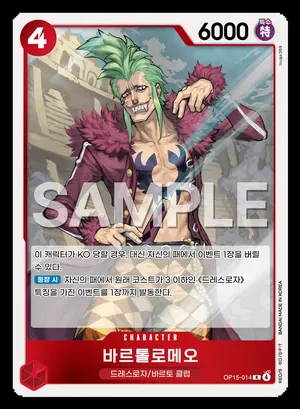 4
6000
특수
特
SAMPLE
이 캐릭터가 KO 당할 경우, 대신 자신의 패에서 이벤트 1장을 버릴
수 있다.
등장 시 자신의 패에서 원래 코스트가 3 이하인 《드레스로자》
특징을 가진 이벤트를 1장까지 발동한다.
CHARACTER
바르톨로메오
드레스로자/바르토 클럽
OP15-014 R
BANDAI MADE IN KOREA